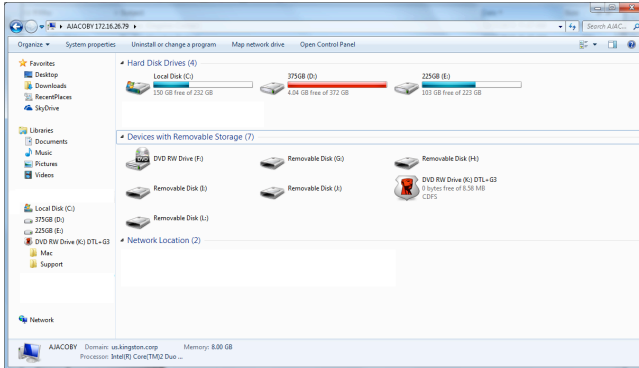 AJACOBY 172.16.26.79
Search AJAC...
Organize
System properties
Uninstall or change a program
Map network drive
Open Control Panel
Favorites
Desktop
Downloads
RecentPlaces
SkyDrive
Libraries
Documents
Music
Pictures
Videos
Local Disk (C:)
375GB (D:)
225GB (E:)
DVD RW Drive (K:) DTL+G3
Mac
Support
Network
Hard Disk Drives (4)
Local Disk (C:)
150 GB free of 232 GB
375GB (D:)
4.04 GB free of 372 GB
225GB (E:)
103 GB free of 223 GB
Devices with Removable Storage (7)
DVD RW Drive (F:)
Removable Disk (G:)
Removable Disk (H:)
Removable Disk (I:)
Removable Disk (J:)
DVD RW Drive (K:) DTL+G3
0 bytes free of 8.58 MB
CDFS
Removable Disk (L:)
Network Location (2)
AJACOBY Domain: us.kingston.corp Memory: 8.00 GB
Processor: Intel(R) Core(TM)2 Duo ...